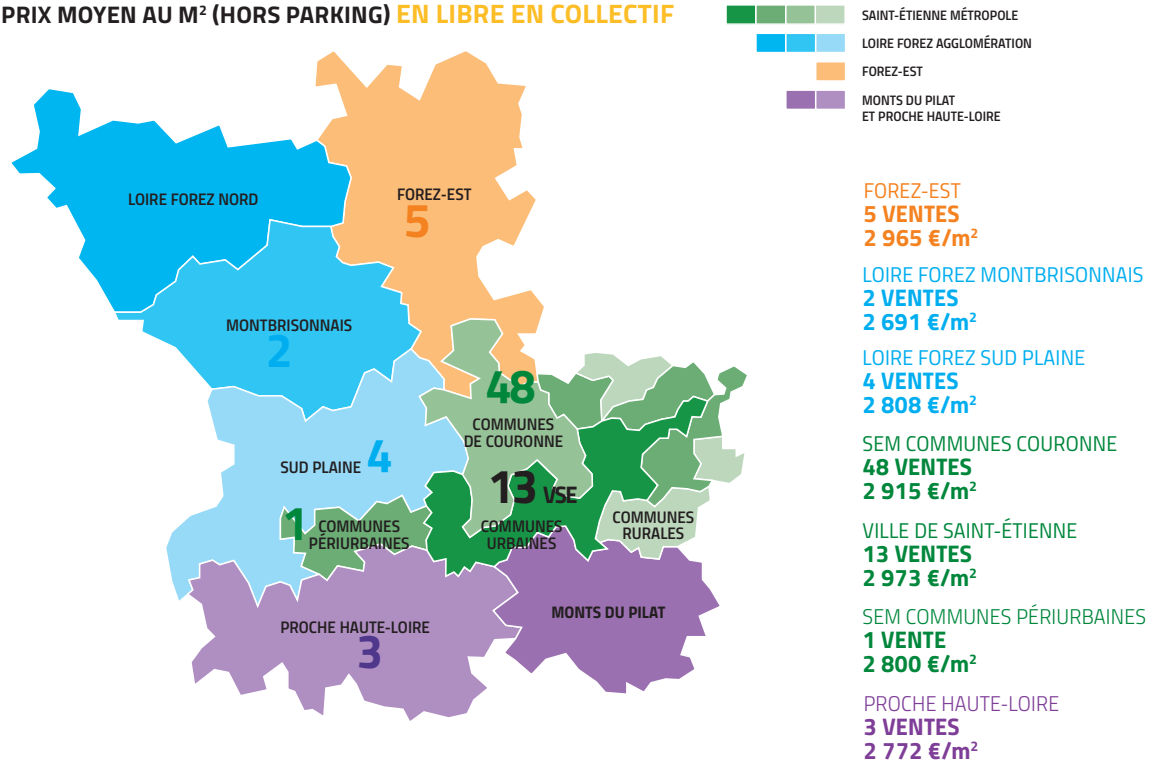 PRIX MOYEN AU M² (HORS PARKING) EN LIBRE EN COLLECTIF
SAINT-ÉTIENNE MÉTROPOLE
LOIRE FOREZ AGGLOMÉRATION
FOREZ-EST
MONTS DU PILAT
ET PROCHE HAUTE-LOIRE
LOIRE FOREZ NORD
FOREZ-EST
5
MONTBRISONNAIS
2
48
COMMUNES
DE COURONNE
SUD PLAINE 4
13 VSE
1 COMMUNES
PÉRIURBAINES
COMMUNES
URBAINES
COMMUNES
RURALES
PROCHE HAUTE-LOIRE
3
MONTS DU PILAT
FOREZ-EST
5 VENTES
2 965 €/m²
LOIRE FOREZ MONTBRISONNAIS
2 VENTES
2 691 €/m²
LOIRE FOREZ SUD PLAINE
4 VENTES
2 808 €/m²
SEM COMMUNES COURONNE
48 VENTES
2 915 €/m²
VILLE DE SAINT-ÉTIENNE
13 VENTES
2 973 €/m²
SEM COMMUNES PÉRIURBAINES
1 VENTE
2 800 €/m²
PROCHE HAUTE-LOIRE
3 VENTES
2 772 €/m²